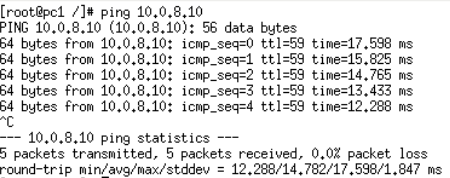 [root@pc1 /]# ping 10.0.8.10
PING 10.0.8.10 (10.0.8.10): 56 data bytes
64 bytes from 10.0.8.10: icmp_seq=0 ttl=59 time=17.598 ms
64 bytes from 10.0.8.10: icmp_seq=1 ttl=59 time=15.825 ms
64 bytes from 10.0.8.10: icmp_seq=2 ttl=59 time=14.765 ms
64 bytes from 10.0.8.10: icmp_seq=3 ttl=59 time=13.433 ms
64 bytes from 10.0.8.10: icmp_seq=4 ttl=59 time=12.288 ms
^C
--- 10.0.8.10 ping statistics ---
5 packets transmitted, 5 packets received, 0.0% packet loss
round-trip min/avg/max/stddev = 12.288/14.782/17.598/1.847 ms